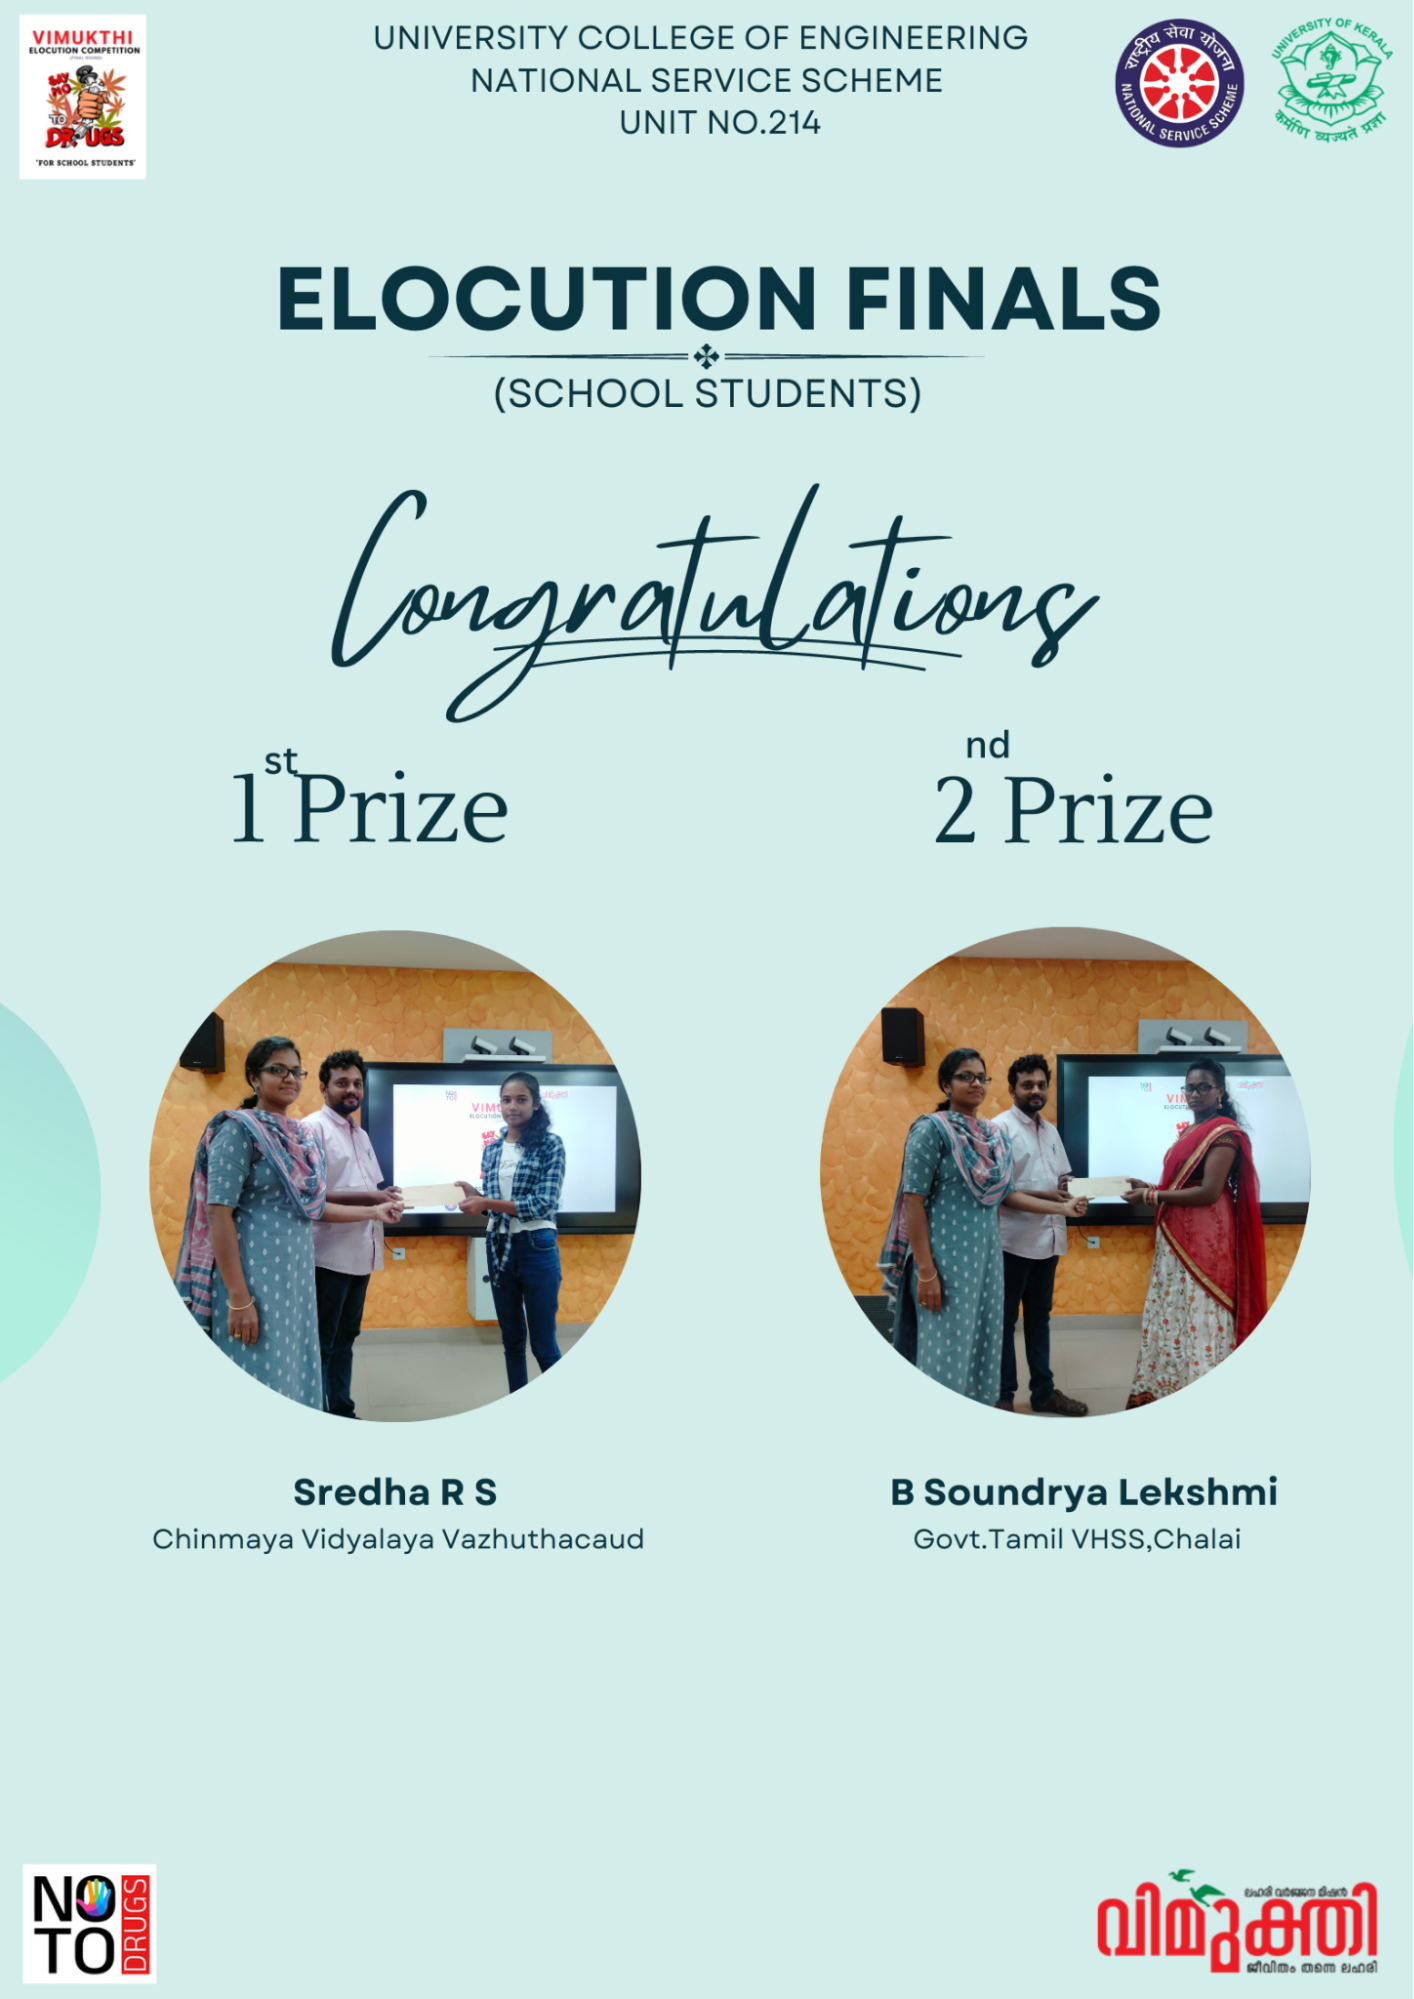 VIMUKTHI
ELOCUTION COMPETITION
SAY
NO
TO
DRUGS
"FOR SCHOOL STUDENTS"
UNIVERSITY COLLEGE OF ENGINEERING
NATIONAL SERVICE SCHEME
UNIT NO.214
राष्ट्रीय सेवा योजना
NATIONAL SERVICE SCHEME
UNIVERSITY OF KERALA
कर्मणि व्यज्यते प्रज्ञा
ELOCUTION FINALS
(SCHOOL STUDENTS)
Congratulations
1st Prize
2nd Prize
Sredha R S
Chinmaya Vidyalaya Vazhuthacaud
B Soundrya Lekshmi
Govt.Tamil VHSS,Chalai
NO
TO
DRUGS
ലഹരി വർജ്ജന മിഷൻ
വിമുക്തി
ജീവിതം തന്നെ ലഹരി